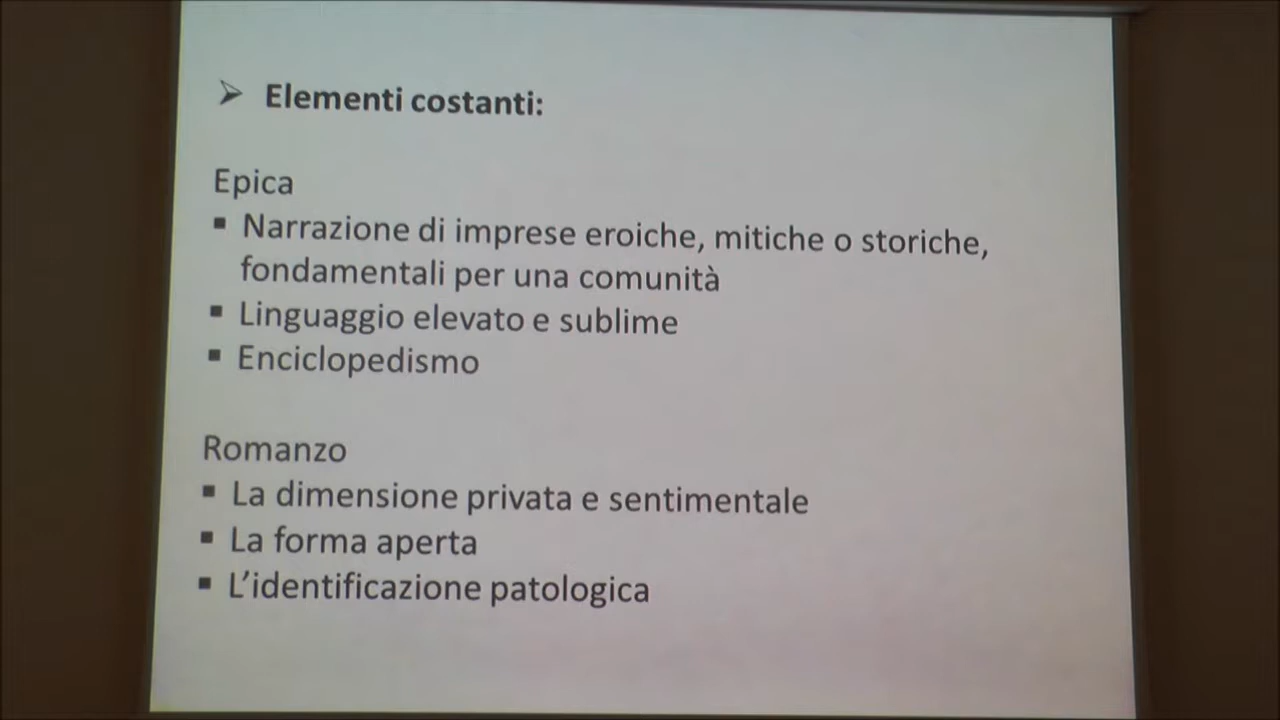 ➢ Elementi costanti:
Epica
▪ Narrazione di imprese eroiche, mitiche o storiche,
fondamentali per una comunità
▪ Linguaggio elevato e sublime
▪ Enciclopedismo
Romanzo
▪ La dimensione privata e sentimentale
▪ La forma aperta
▪ L'identificazione patologica